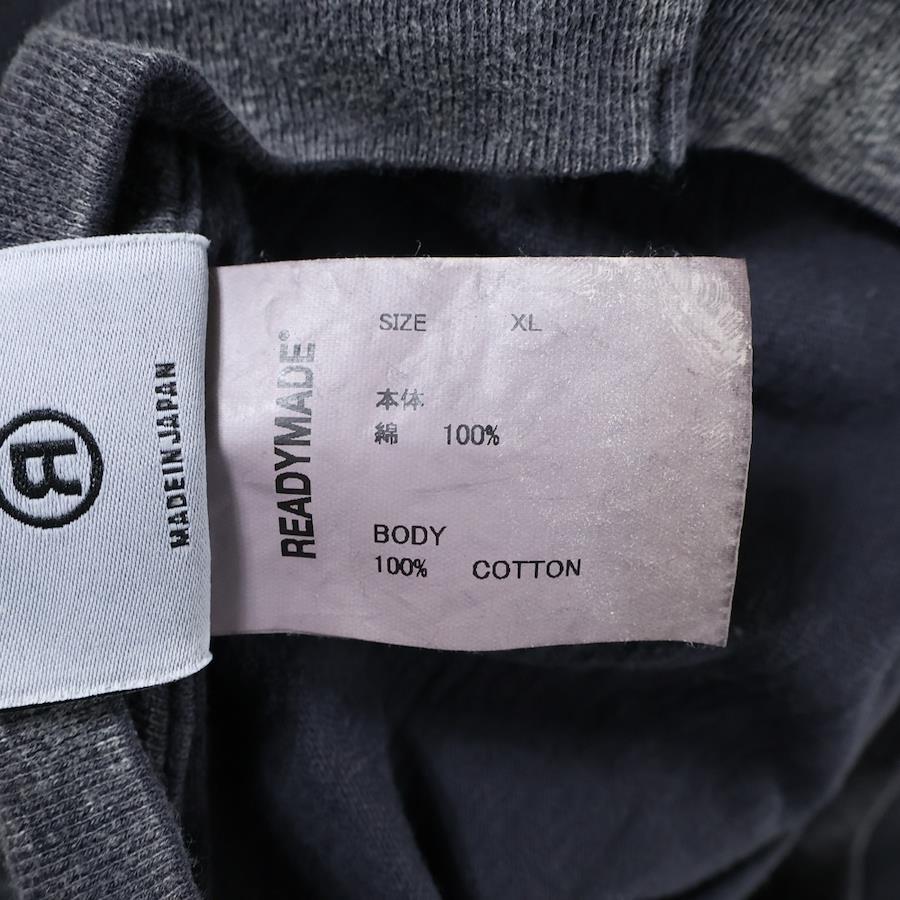 R
MADE IN JAPAN
READYMADE®
SIZE XL
本体
綿 100%
BODY
100% COTTON